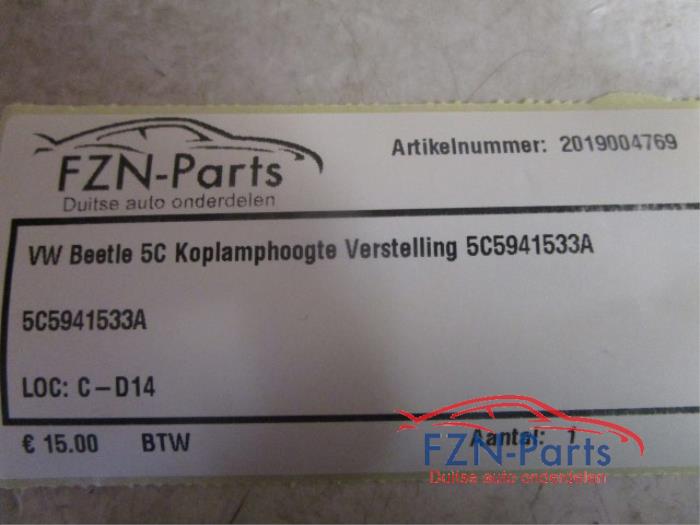 FZN-Parts
Duitse auto onderdelen
Artikelnummer: 2019004769
VW Beetle 5C Koplamphoogte Verstelling 5C5941533A
5C5941533A
LOC: C-D14
€ 15.00 BTW Aantal: 1
FZN-Parts
Duitse auto onderdelen